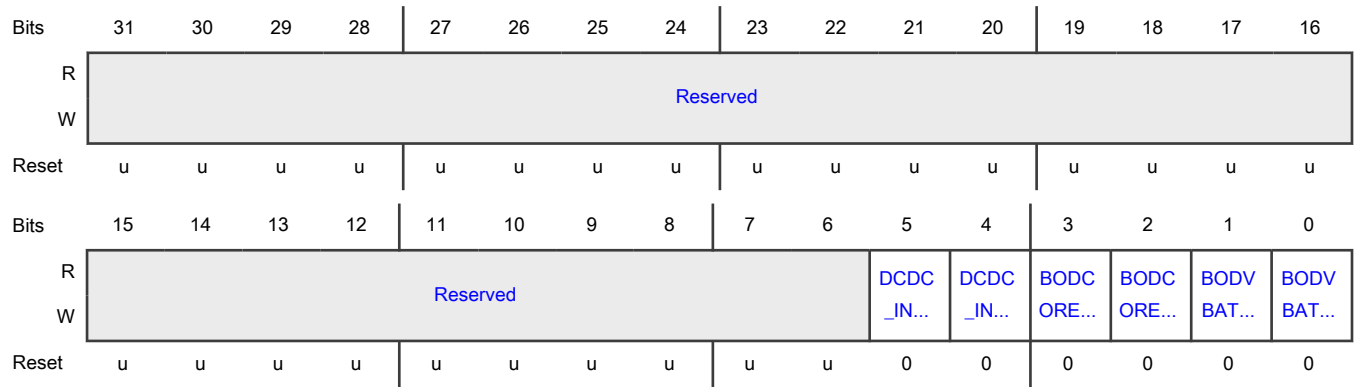 Bits 31 30 29 28 27 26 25 24 23 22 21 20 19 18 17 16
R
Reserved
W
Reset u u u u u u u u u u u u u u u u
Bits 15 14 13 12 11 10 9 8 7 6 5 4 3 2 1 0
R DCDC DCDC BODC BODC BODV BODV
Reserved
W _IN... _IN... ORE... ORE... BAT... BAT...
Reset u u u u u u u u u u 0 0 0 0 0 0